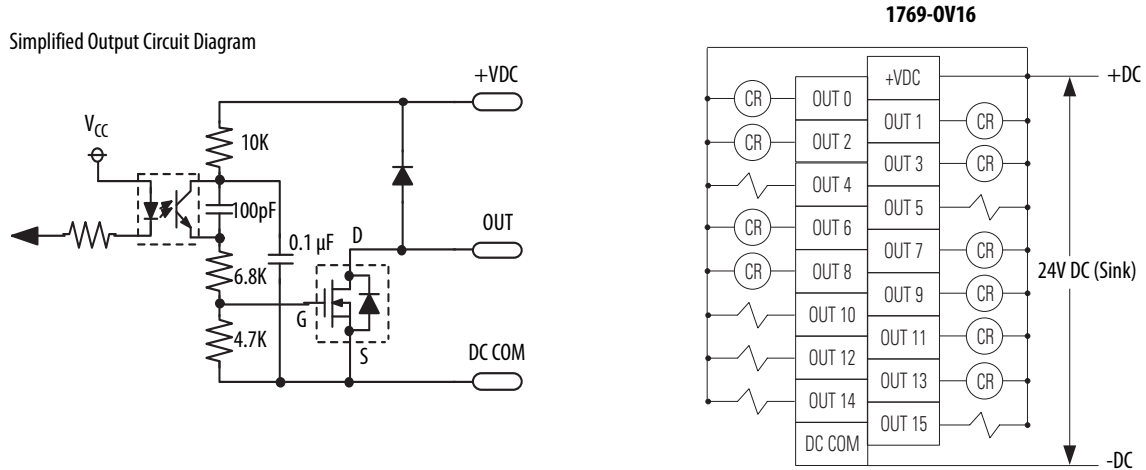 1769-OV16
Simplified Output Circuit Diagram
+VDC
VCC
10K
100pF
0.1 µF
D
OUT
6.8K
G
4.7K
S
DC COM
+VDC
+DC
CR
OUT 0
OUT 1
CR
CR
OUT 2
OUT 3
CR
OUT 4
OUT 5
CR
OUT 6
OUT 7
CR
24V DC (Sink)
CR
OUT 8
OUT 9
CR
OUT 10
OUT 11
CR
OUT 12
OUT 13
CR
OUT 14
OUT 15
DC COM
-DC